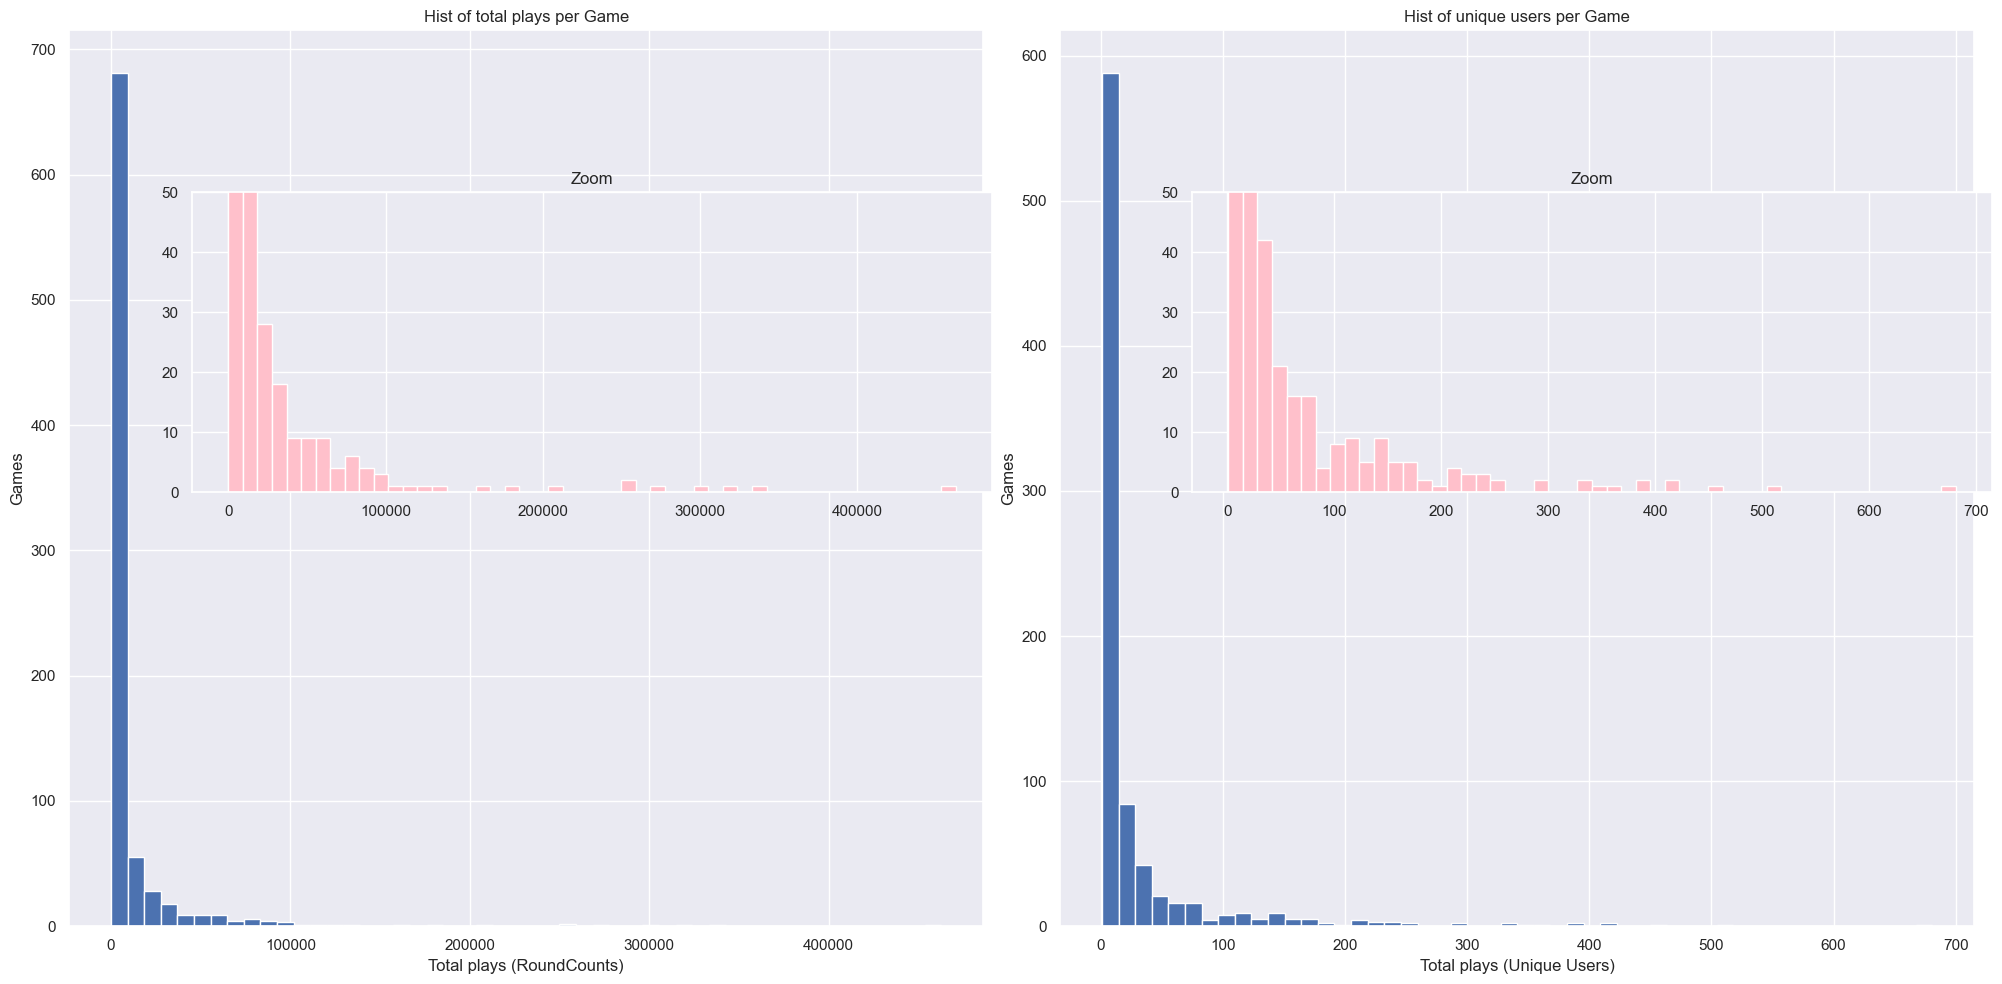 Hist of total plays per Game
700
600
500
400
300
200
100
0
Games
Zoom
50
40
30
20
10
0
0 100000 200000 300000 400000
0 100000 200000 300000 400000
Total plays (RoundCounts)
Hist of unique users per Game
600
500
400
300
200
100
0
Games
Zoom
50
40
30
20
10
0
0 100 200 300 400 500 600 700
0 100 200 300 400 500 600 700
Total plays (Unique Users)